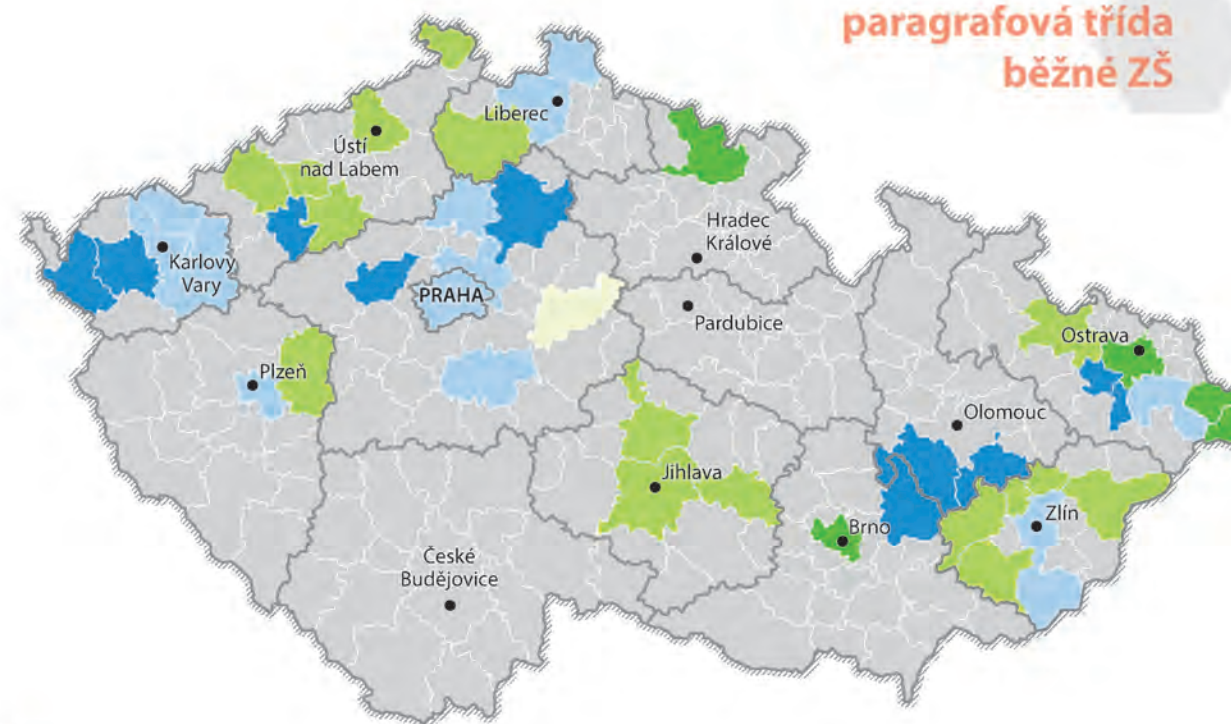 paragrafová třída
běžné ZŠ
Liberec
Ústí
nad Labem
Hradec
Králové
Karlovy
Vary
PRAHA
Pardubice
Ostrava
Plzeň
Olomouc
Jihlava
Zlín
Brno
České
Budějovice